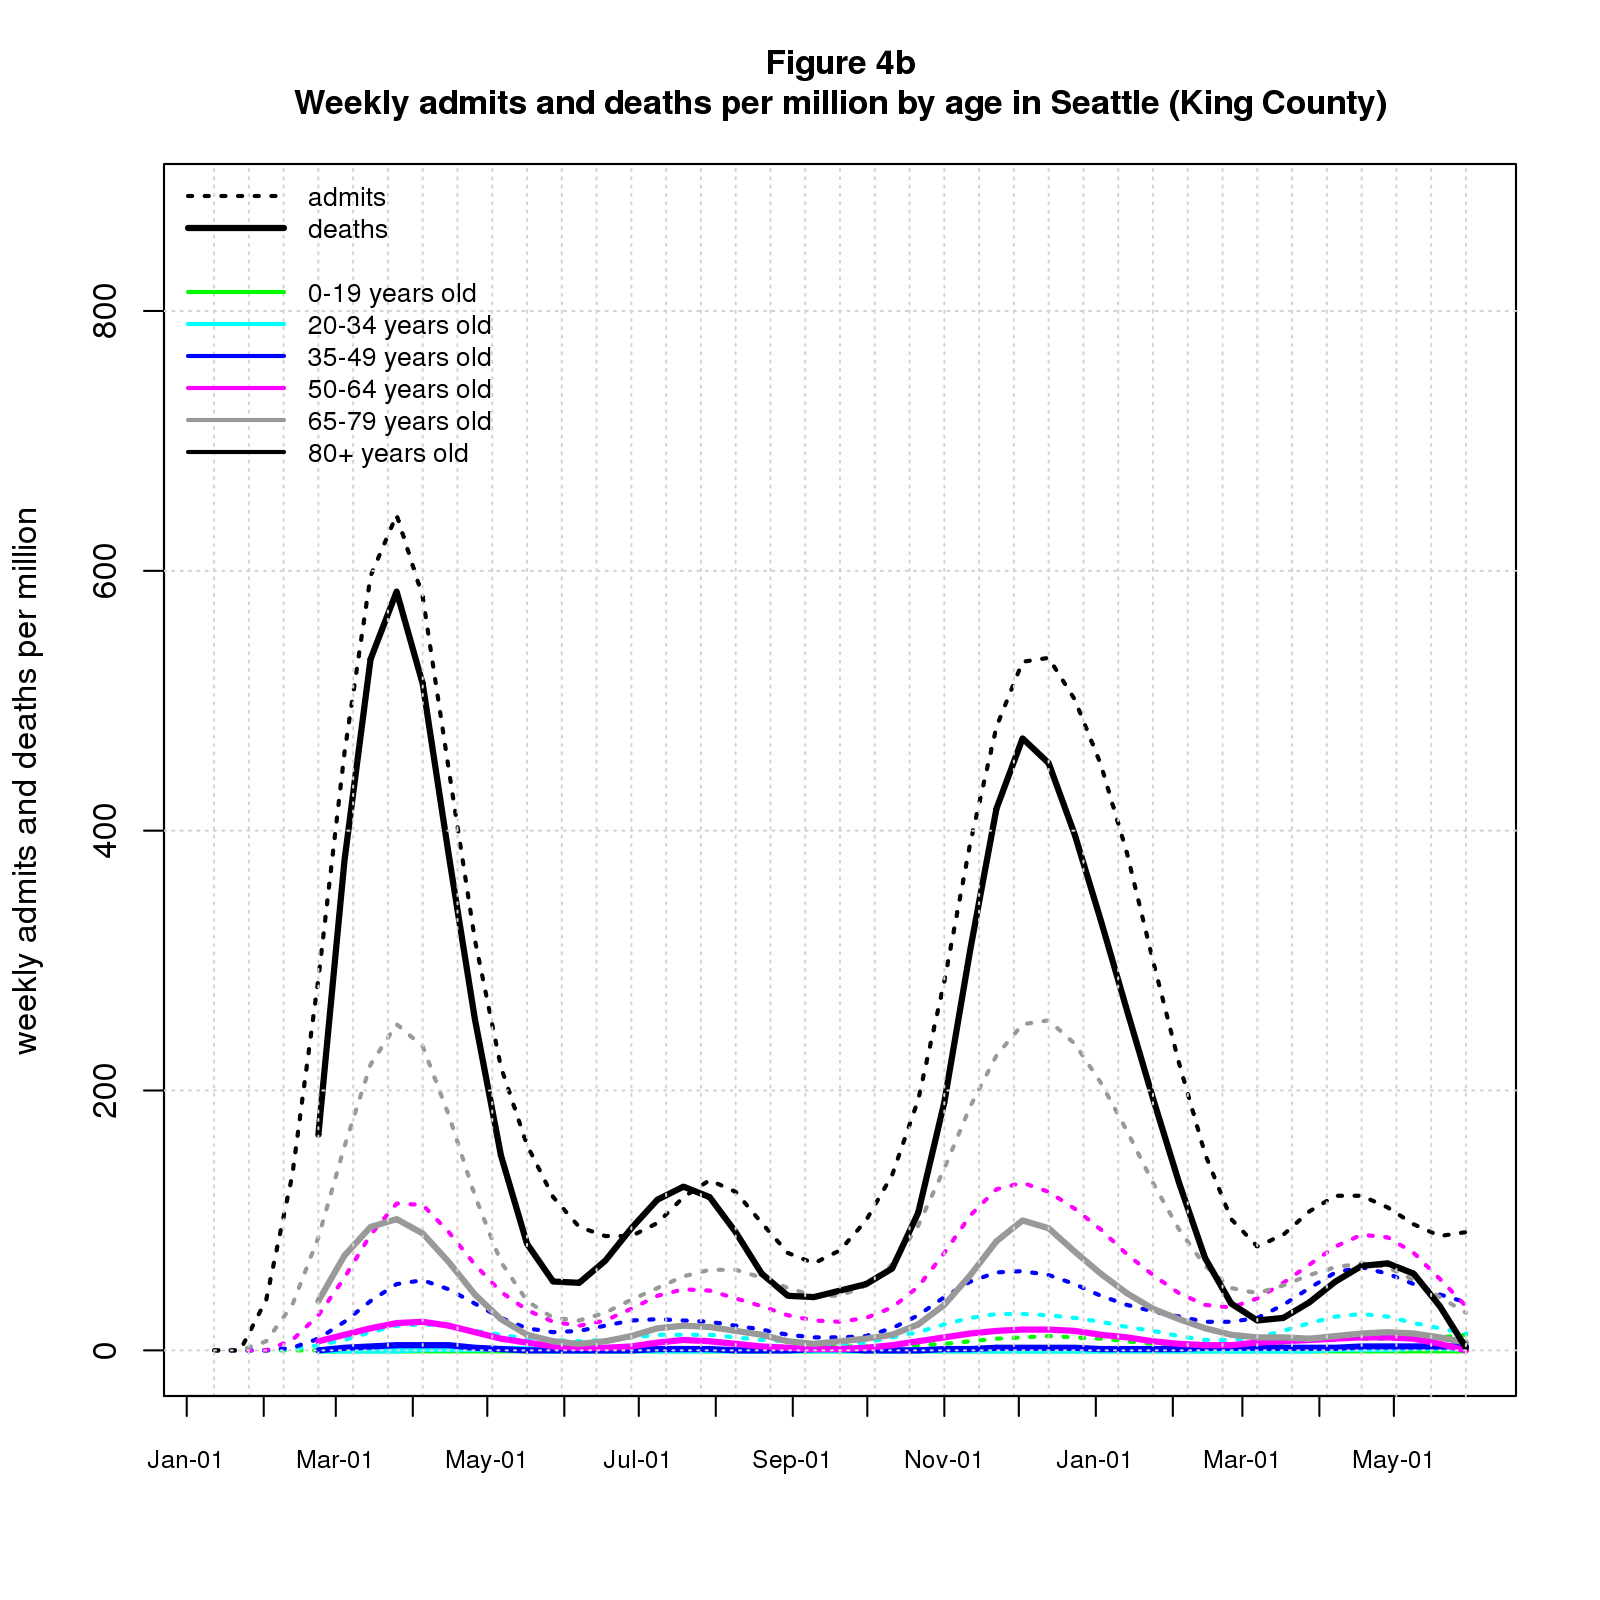 Figure 4b
Weekly admits and deaths per million by age in Seattle (King County)
admits
deaths
0-19 years old
20-34 years old
35-49 years old
50-64 years old
65-79 years old
80+ years old
weekly admits and deaths per million
800
600
400
200
0
Jan-01 Mar-01 May-01 Jul-01 Sep-01 Nov-01 Jan-01 Mar-01 May-01